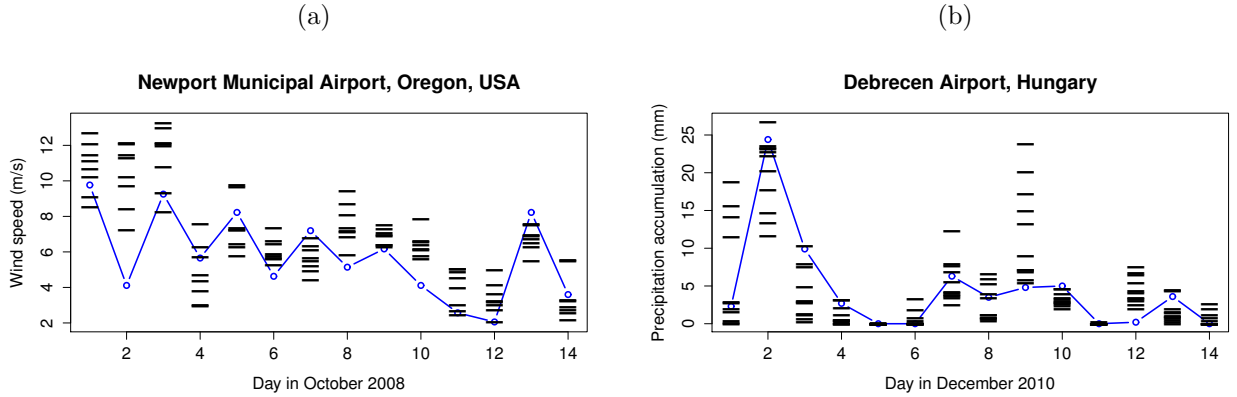 (a)
Newport Municipal Airport, Oregon, USA
Wind speed (m/s)
12
10
8
6
4
2
2 4 6 8 10 12 14
Day in October 2008
(b)
Debrecen Airport, Hungary
Precipitation accumulation (mm)
25
20
15
10
5
0
2 4 6 8 10 12 14
Day in December 2010